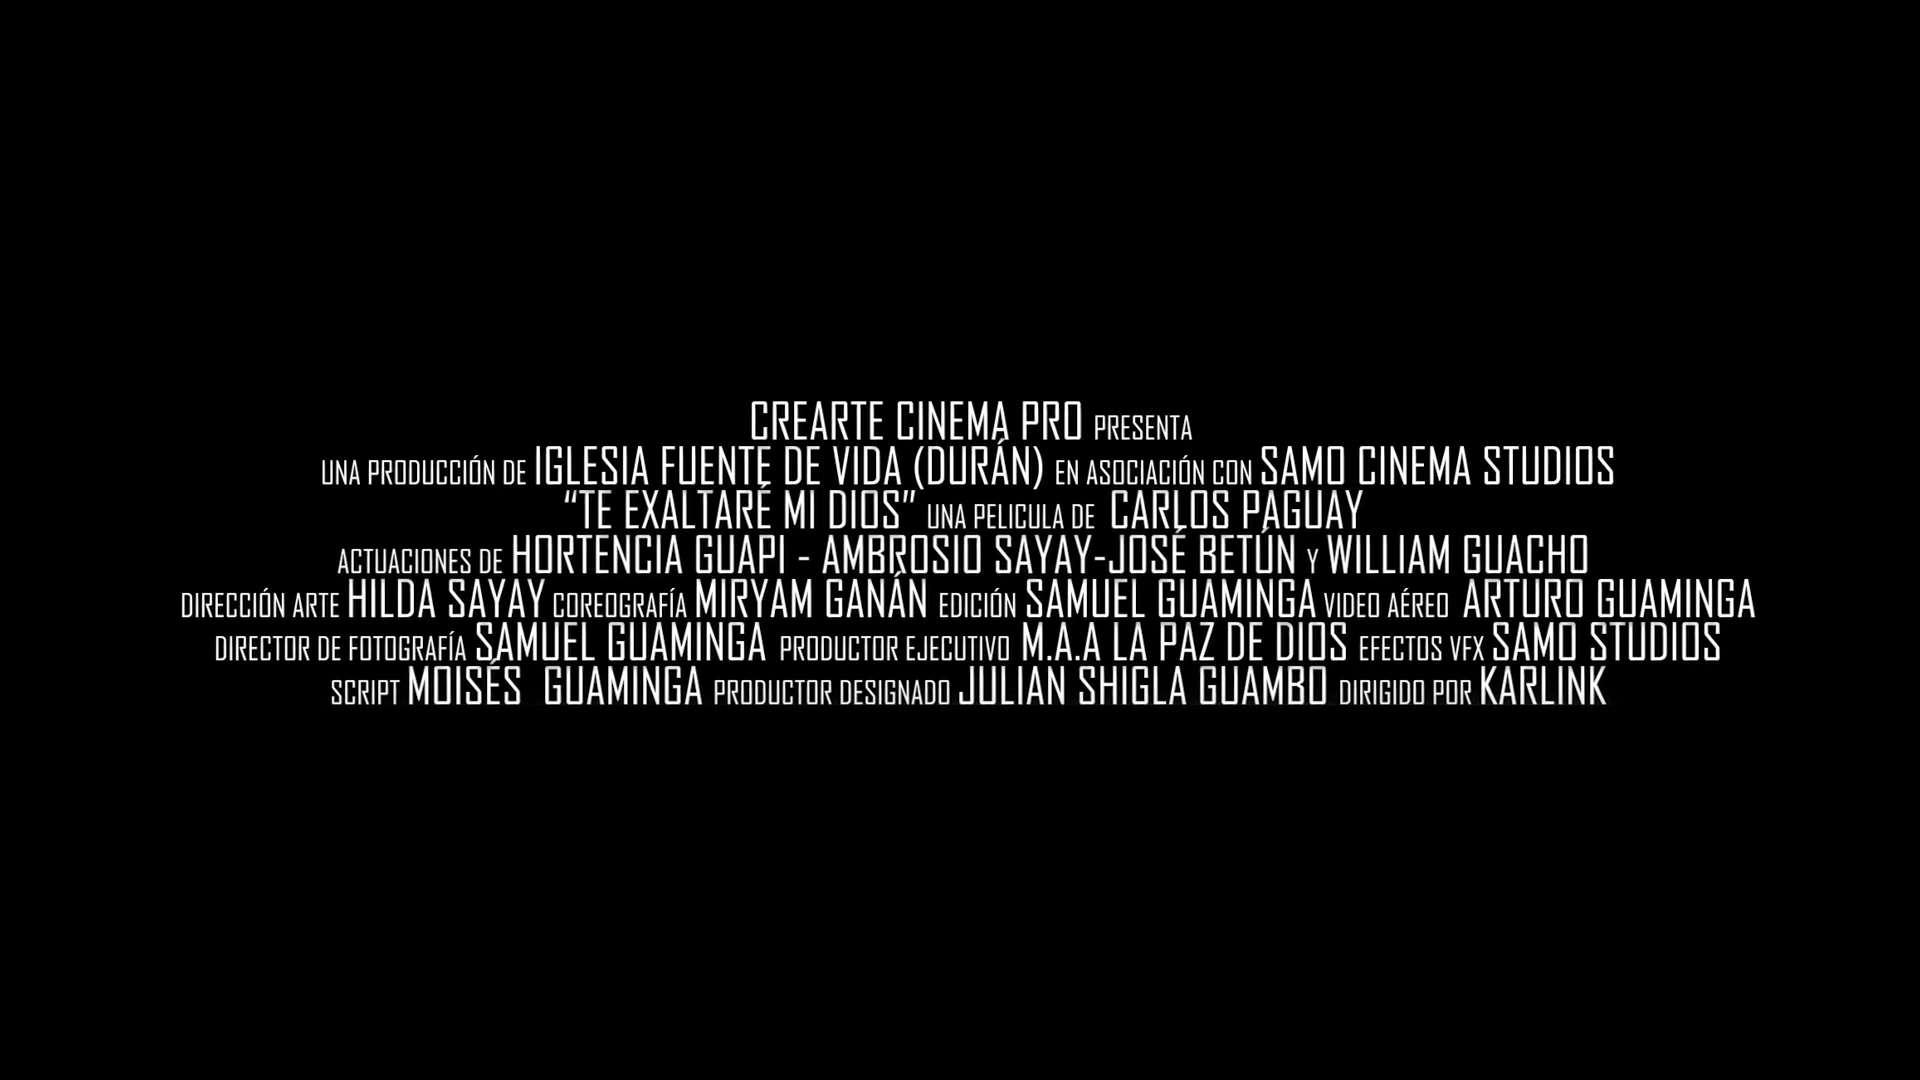 CREARTE CINEMA PRO PRESENTA
UNA PRODUCCIÓN DE IGLESIA FUENTE DE VIDA (DURÁN) EN ASOCIACIÓN CON SAMO CINEMA STUDIOS
“TE EXALTARÉ MI DIOS” UNA PELICULA DE CARLOS PAGUAY
ACTUACIONES DE HORTENCIA GUAPI - AMBROSIO SAYAY-JOSÉ BETÚN Y WILLIAM GUACHO
DIRECCIÓN ARTE HILDA SAYAY COREOGRAFÍA MIRYAM GANÁN EDICIÓN SAMUEL GUAMINGA VIDEO AÉREO ARTURO GUAMINGA
DIRECTOR DE FOTOGRAFÍA SAMUEL GUAMINGA PRODUCTOR EJECUTIVO M.A.A LA PAZ DE DIOS EFECTOS VFX SAMO STUDIOS
SCRIPT MOISÉS GUAMINGA PRODUCTOR DESIGNADO JULIAN SHIGLA GUAMBO DIRIGIDO POR KARLINK